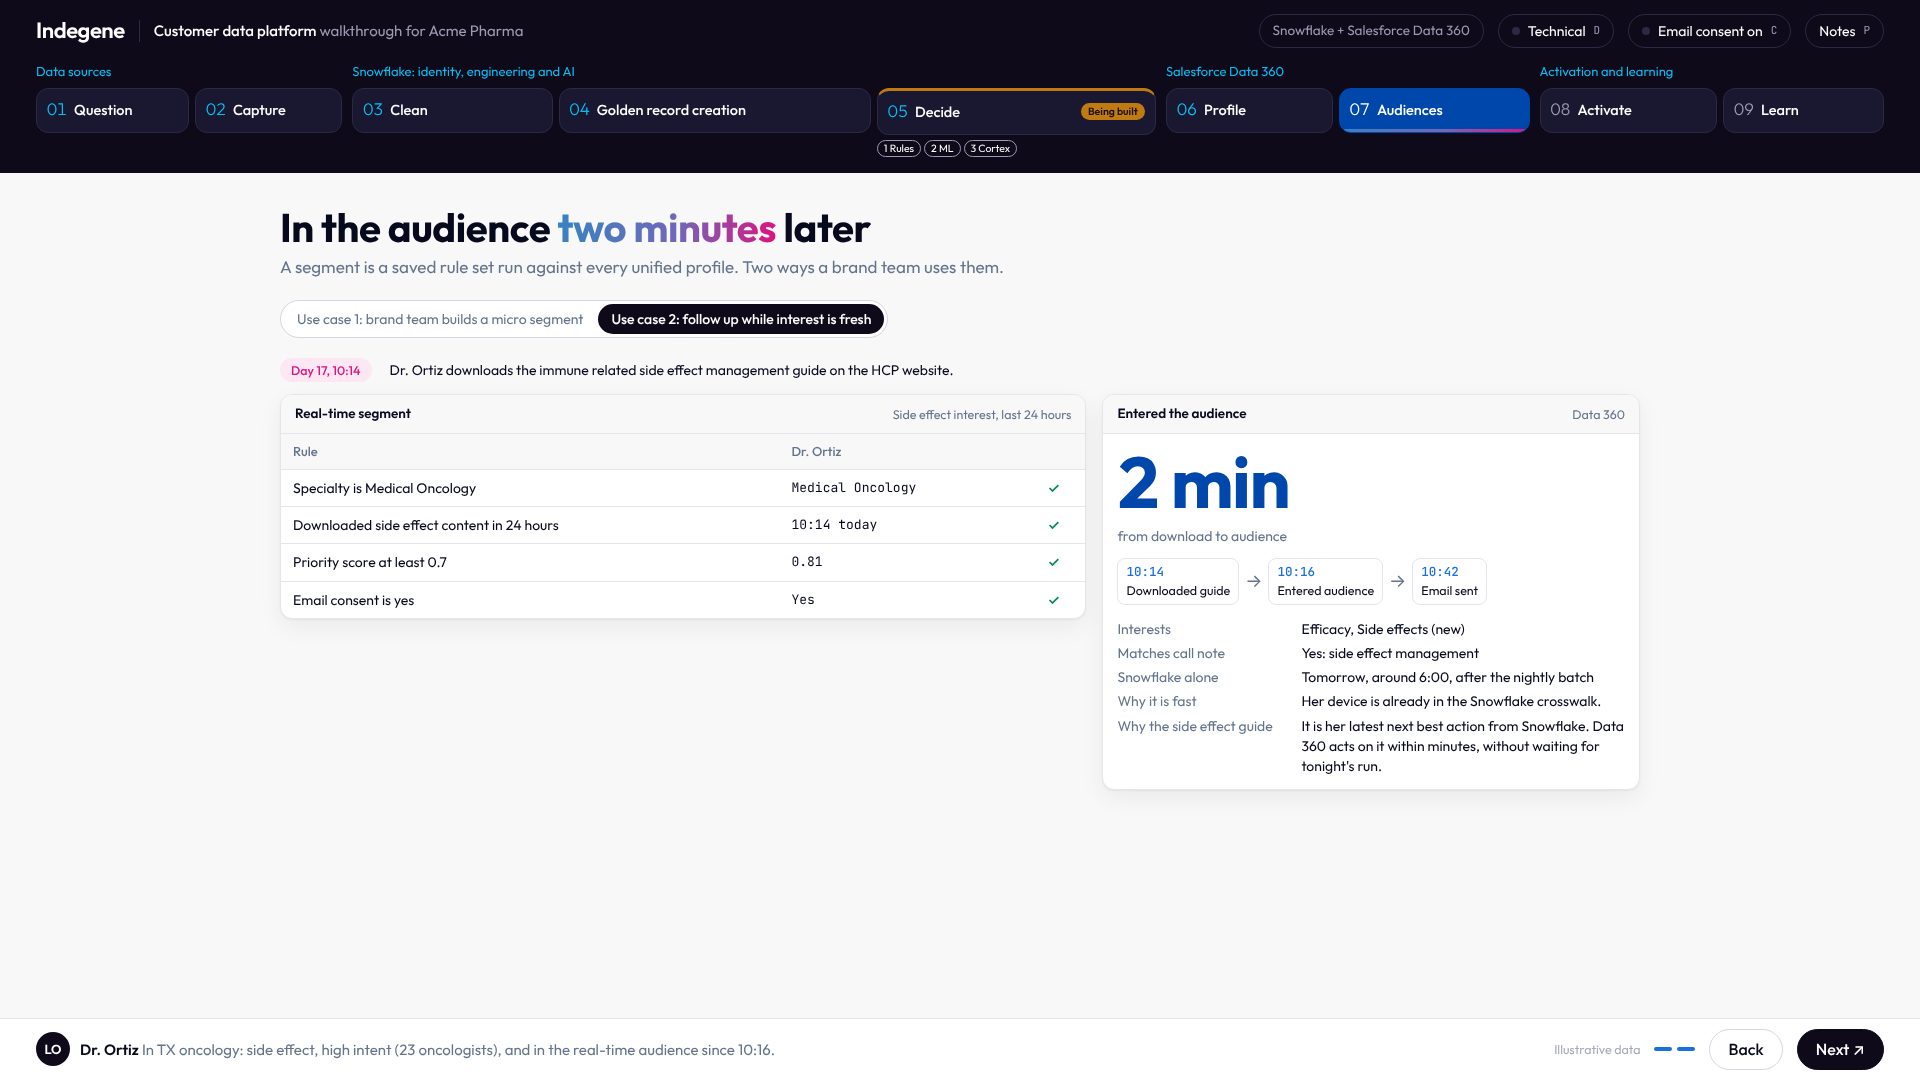 Indegene
Customer data platform walkthrough for Acme Pharma
Snowflake + Salesforce Data 360
Technical D
Email consent on C
Notes P
Data sources
Snowflake: identity, engineering and AI
Salesforce Data 360
Activation and learning
01 Question
02 Capture
03 Clean
04 Golden record creation
05 Decide
Being built
06 Profile
07 Audiences
08 Activate
09 Learn
1 Rules
2 ML
3 Cortex
In the audience two minutes later
A segment is a saved rule set run against every unified profile. Two ways a brand team uses them.
Use case 1: brand team builds a micro segment
Use case 2: follow up while interest is fresh
Day 17, 10:14
Dr. Ortiz downloads the immune related side effect management guide on the HCP website.
Real-time segment
Side effect interest, last 24 hours
Rule
Dr. Ortiz
Specialty is Medical Oncology
Medical Oncology
Downloaded side effect content in 24 hours
10:14 today
Priority score at least 0.7
0.81
Email consent is yes
Yes
Entered the audience
Data 360
2 min
from download to audience
10:14
Downloaded guide
10:16
Entered audience
10:42
Email sent
Interests
Efficacy, Side effects (new)
Matches call note
Yes: side effect management
Snowflake alone
Tomorrow, around 6:00, after the nightly batch
Why it is fast
Her device is already in the Snowflake crosswalk.
Why the side effect guide
It is her latest next best action from Snowflake. Data
360 acts on it within minutes, without waiting for
tonight's run.
LO
Dr. Ortiz In TX oncology: side effect, high intent (23 oncologists), and in the real-time audience since 10:16.
Illustrative data
Back
Next